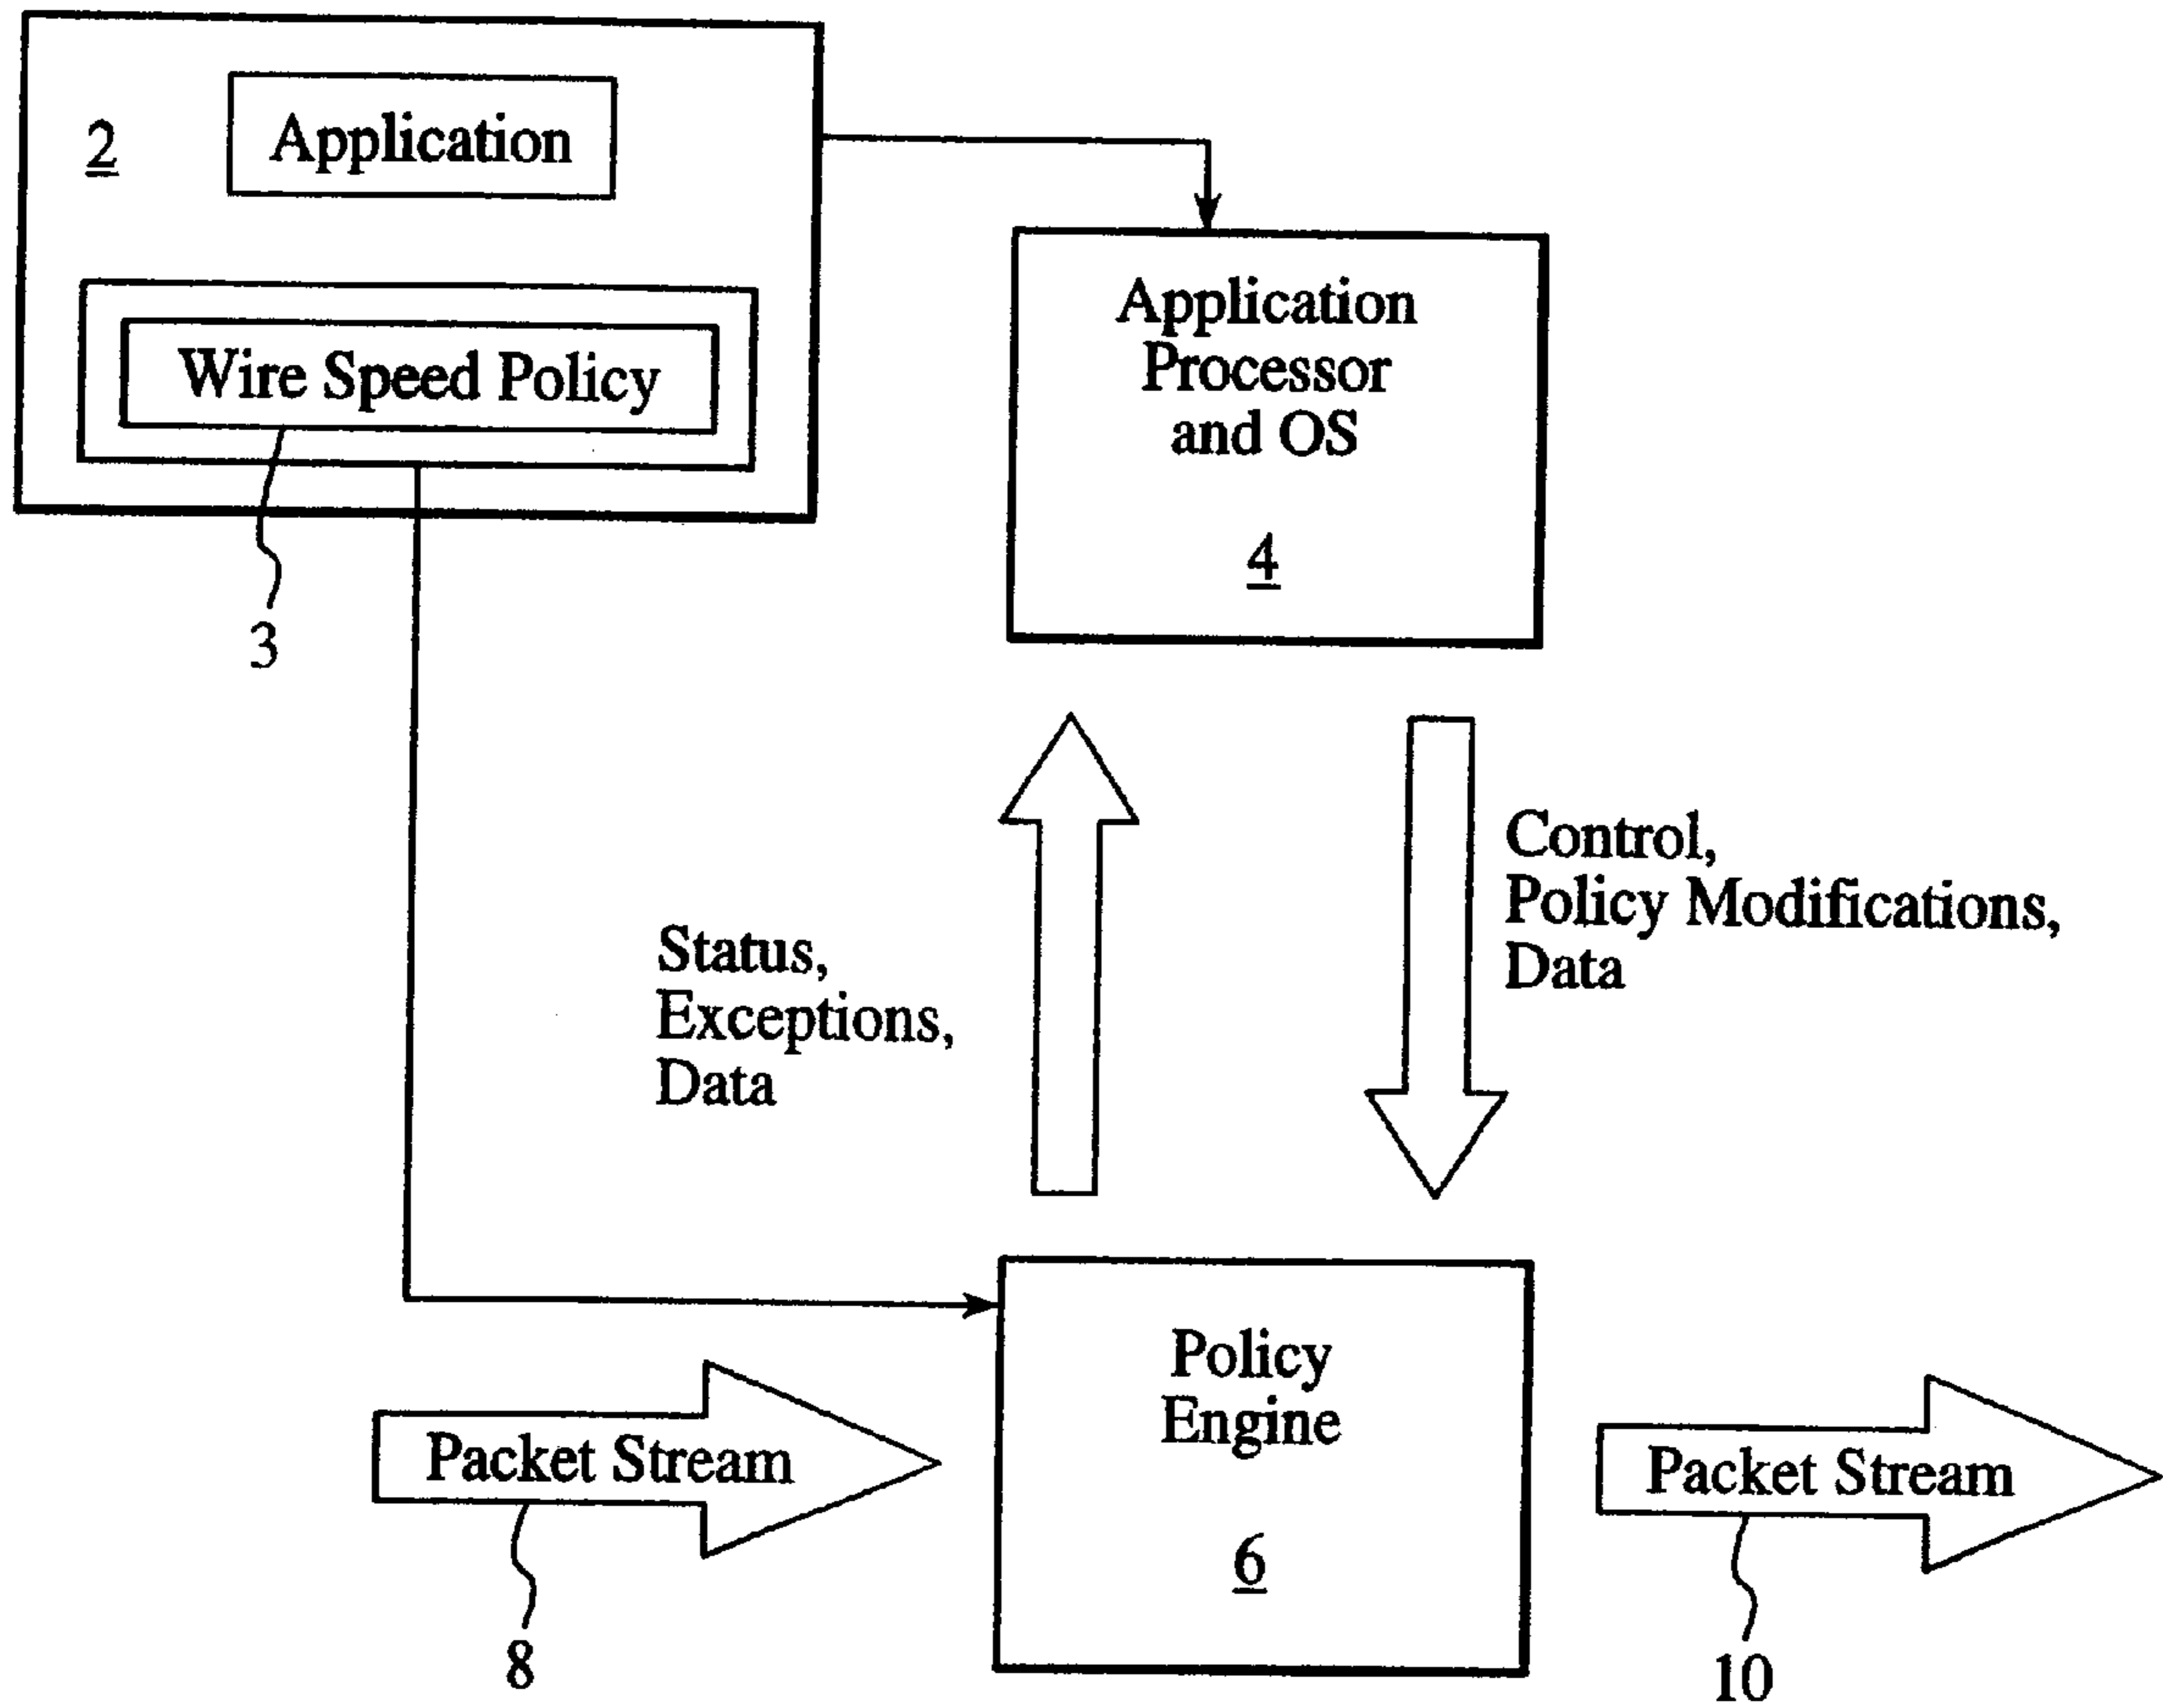 2
Application
Wire Speed Policy
3
Application
Processor
and OS
4
Status,
Exceptions,
Data
Control,
Policy Modifications,
Data
Policy
Engine
6
Packet Stream
8
Packet Stream
10